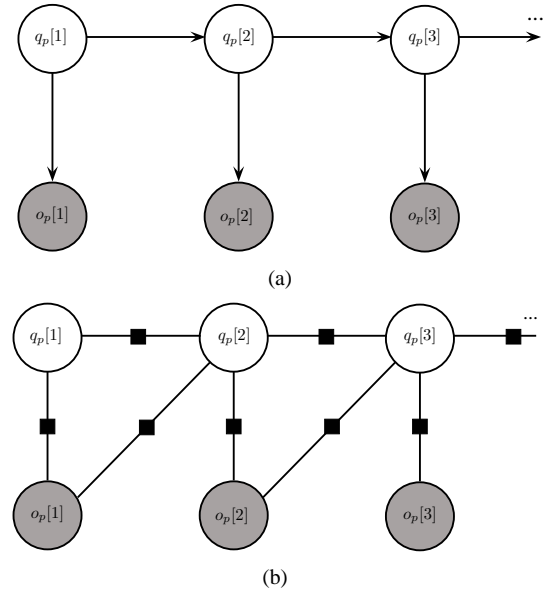 ...
q_p[1] q_p[2] q_p[3]
o_p[1] o_p[2] o_p[3]
(a)
...
q_p[1] q_p[2] q_p[3]
o_p[1] o_p[2] o_p[3]
(b)